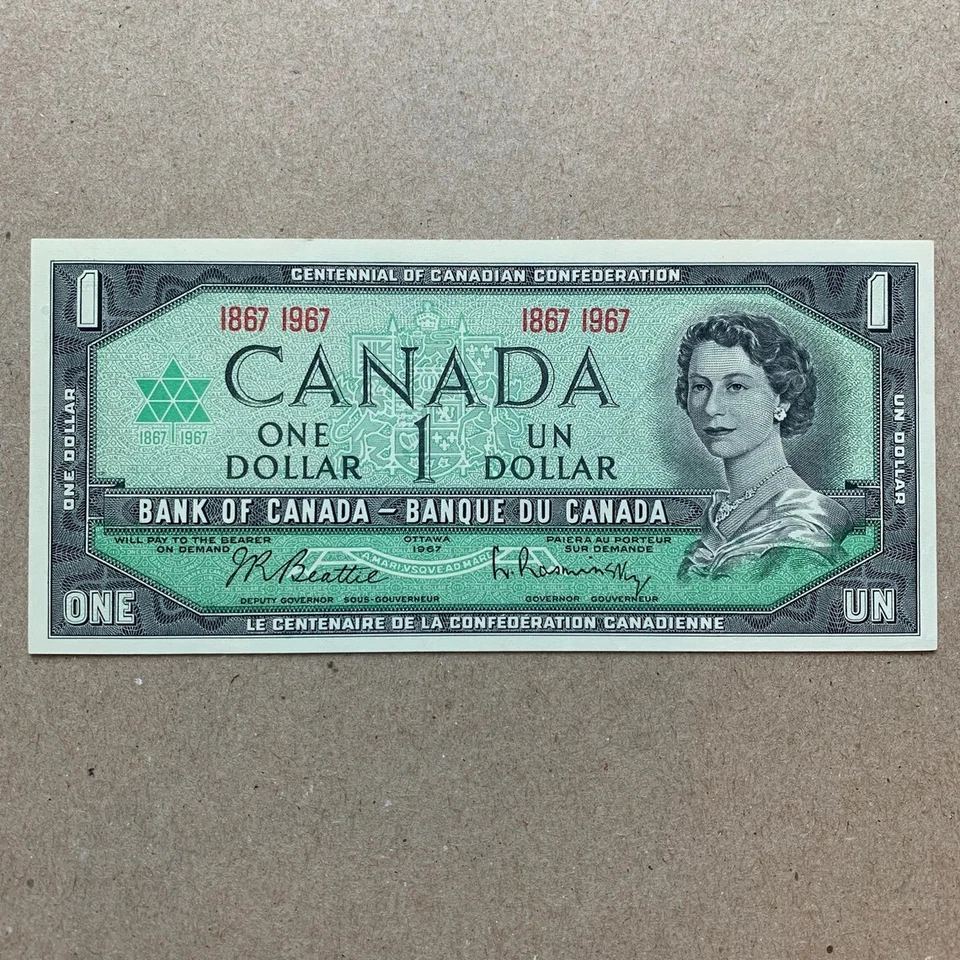 CENTENNIAL OF CANADIAN CONFEDERATION
1 1
1867 1967 1867 1967
CANADA
1867 1967
ONE 1 UN
DOLLAR DOLLAR
ONE DOLLAR
UN DOLLAR
BANK OF CANADA – BANQUE DU CANADA
WILL PAY TO THE BEARER OTTAWA PAIERA AU PORTEUR
ON DEMAND 1967 SUR DEMANDE
A MARI VSQVE AD MARE
J R Beattie L. Rasminsky
DEPUTY GOVERNOR SOUS-GOUVERNEUR GOVERNOR GOUVERNEUR
ONE UN
LE CENTENAIRE DE LA CONFÉDÉRATION CANADIENNE